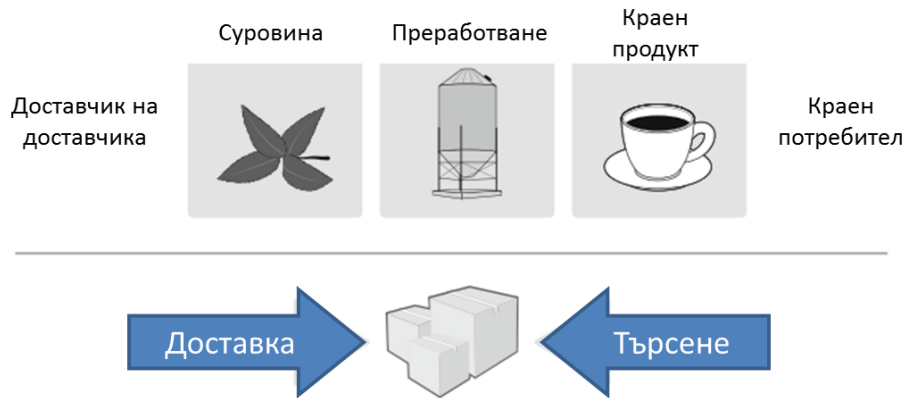 Суровина
Преработване
Краен
продукт
Доставчик на
доставчика
Краен
потребител
Доставка
Търсене